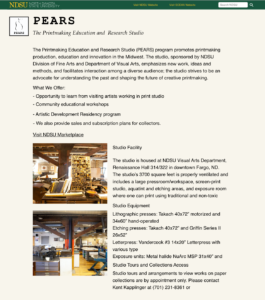 NDSU
PEARS
The Printmaking Education and Research Studio
The Printmaking Education and Research Studio (PEARS) program promotes printmaking
production, education and innovation in the Midwest. The studio, sponsored by NDSU
Division of Fine Arts and Department of Visual Arts, emphasizes new work, ideas and
methods, and facilitates interaction among a diverse audience; the studio strives to be an
advocate for understanding the past and shaping the future of creative printmaking.
What We Offer:
- Opportunity to learn from visiting artists working in print studio
- Community educational workshops
- Artistic Development Residency program
- We also provide sales and subscription plans for collectors.
Visit NDSU Marketplace
Studio Facility
The studio is housed at NDSU Visual Arts Department,
Renaissance Hall 314/302 in downtown Fargo, ND.
The studio's 5700 square feet is properly ventilated and
includes a large pressroom/workspace, screen-print
studio, aquatint and etching areas, and exposure room
where one can print using traditional and non-toxic
Studio Equipment
Lithographic presses: Takach 40x72" motorized and
34x60" hand-operated
Etching presses: Takach 40x72" and Griffin Series II
26x52"
Letterpress: Vandercook #3 14x26" Letterpress with
various type
Exposure units: Metal halide NuArc MSP 31x40" and
Studio Tours and Collections Access
Studio tours and arrangements to view works on paper
collections are by appointment only. Please contact
Kent Kapplinger at (701) 231-8361 or